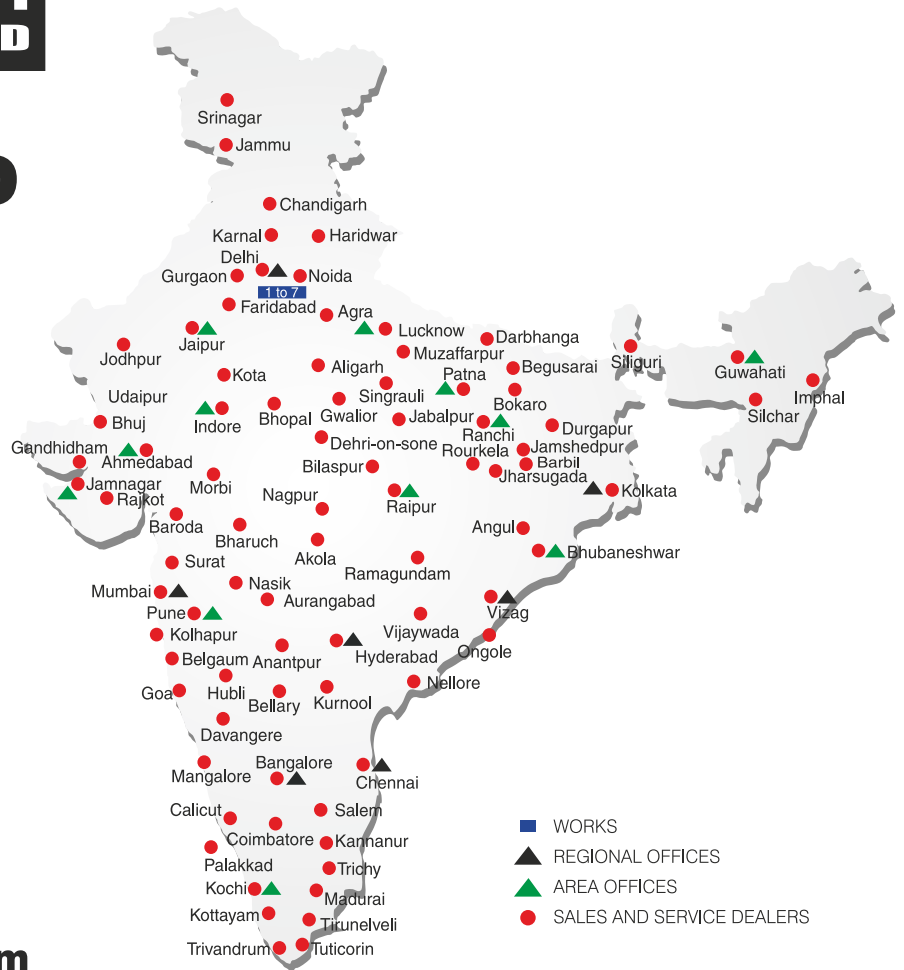 D
Srinagar
Jammu
Chandigarh
Karnal
Haridwar
Delhi
Gurgaon
Noida
1 to 7
Faridabad
Agra
Jaipur
Lucknow
Darbhanga
Jodhpur
Muzaffarpur
Siliguri
Aligarh
Begusarai
Guwahati
Kota
Patna
Singrauli
Imphal
Udaipur
Bokaro
Gwalior
Silchar
Bhopal
Indore
Jabalpur
Bhuj
Ranchi
Durgapur
Dehri-on-sone
Gandhidham
Rourkela
Jamshedpur
Ahmedabad
Barbil
Bilaspur
Jharsugada
Jamnagar
Morbi
Kolkata
Rajkot
Nagpur
Raipur
Baroda
Angul
Bharuch
Bhubaneshwar
Akola
Surat
Ramagundam
Nasik
Mumbai
Aurangabad
Pune
Vizag
Kolhapur
Vijaywada
Ongole
Belgaum
Anantpur
Hyderabad
Nellore
Goa
Hubli
Bellary
Kurnool
Davangere
Bangalore
Mangalore
Chennai
Calicut
Salem
Coimbatore
Kannanur
Palakkad
Trichy
Kochi
Madurai
Kottayam
Tirunelveli
Trivandrum
Tuticorin
WORKS
REGIONAL OFFICES
AREA OFFICES
SALES AND SERVICE DEALERS
m